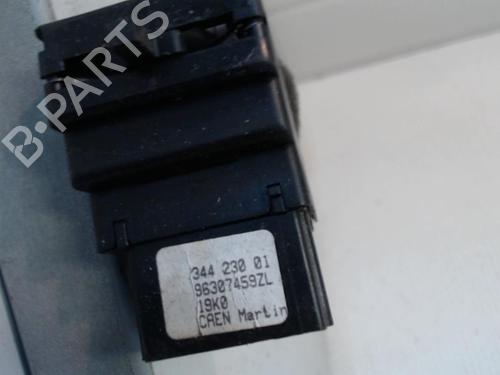 B-PARTS
344 230 01
96307459ZL
19K0
CAEN Martin